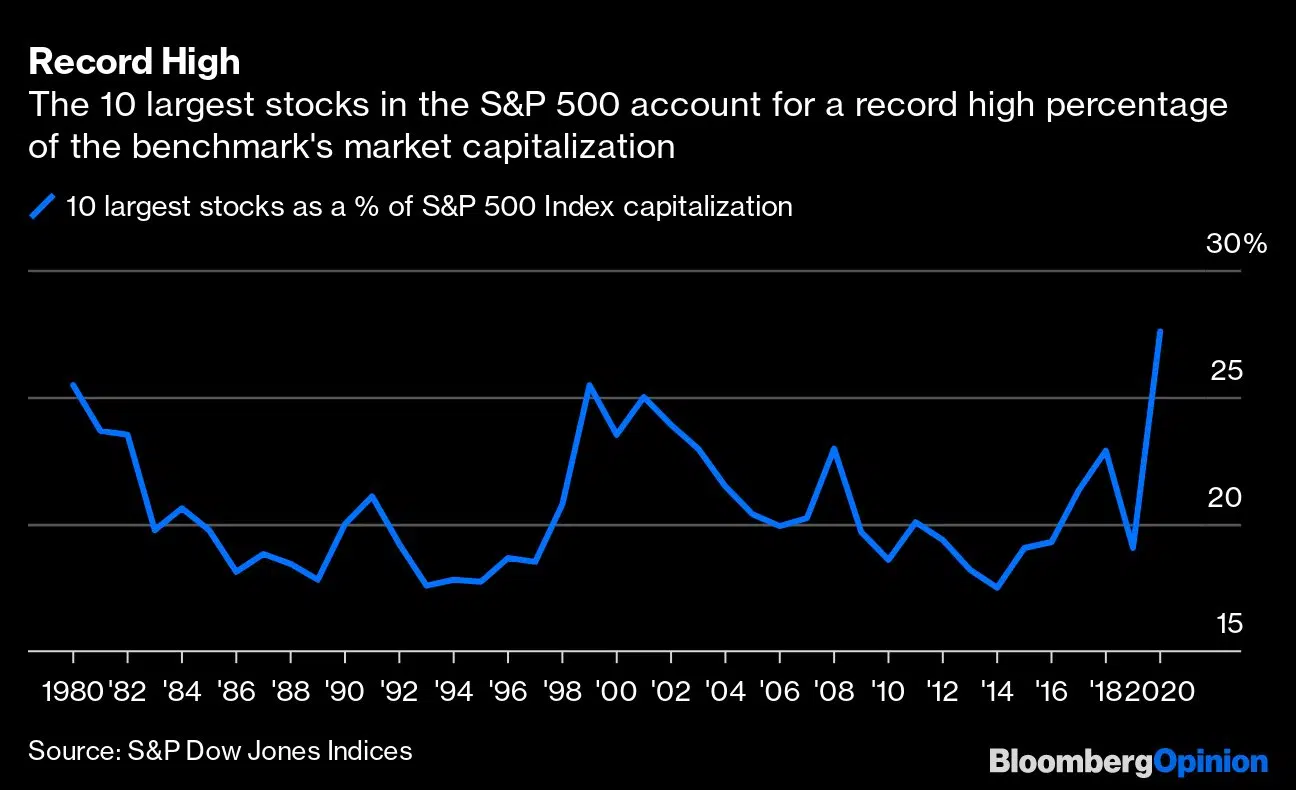 Record High
The 10 largest stocks in the S&P 500 account for a record high percentage
of the benchmark's market capitalization
10 largest stocks as a % of S&P 500 Index capitalization
30%
25
20
15
1980 '82 '84 '86 '88 '90 '92 '94 '96 '98 '00 '02 '04 '06 '08 '10 '12 '14 '16 '18 2020
Source: S&P Dow Jones Indices
BloombergOpinion